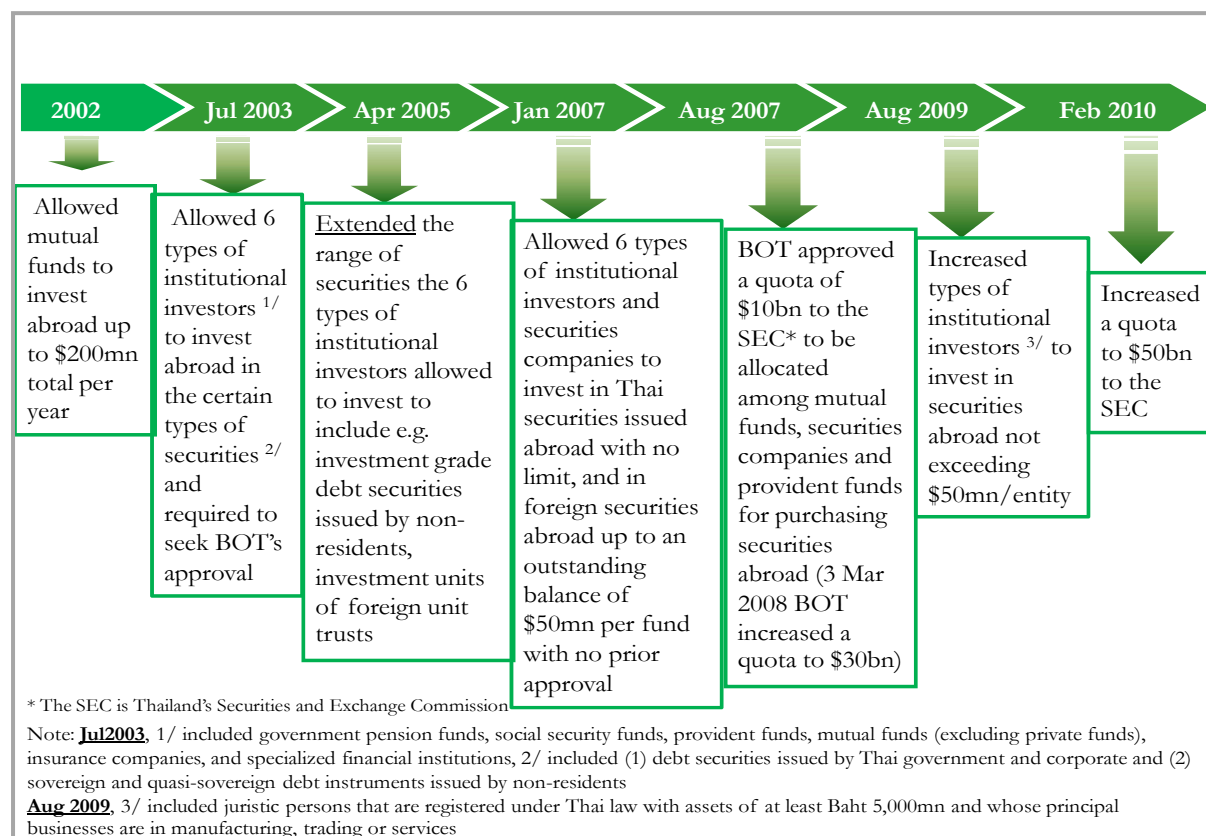 2002
Jul 2003
Apr 2005
Jan 2007
Aug 2007
Aug 2009
Feb 2010
Allowed
mutual
funds to
invest
abroad up
to $200mn
total per
year
Allowed 6
types of
institutional
investors 1/
to invest
abroad in
the certain
types of
securities 2/
and
required to
seek BOT's
approval
Extended the
range of
securities the 6
types of
institutional
investors allowed
to invest to
include e.g.
investment grade
debt securities
issued by non-
residents,
investment units
of foreign unit
trusts
Allowed 6 types
of institutional
investors and
securities
companies to
invest in Thai
securities issued
abroad with no
limit, and in
foreign securities
abroad up to an
outstanding
balance of
$50mn per fund
with no prior
approval
BOT approved
a quota of
$10bn to the
SEC* to be
allocated
among mutual
funds, securities
companies and
provident funds
for purchasing
securities
abroad (3 Mar
2008 BOT
increased a
quota to $30bn)
Increased
types of
institutional
investors 3/ to
invest in
securities
abroad not
exceeding
$50mn/entity
Increased
a quota
to $50bn
to the
SEC
* The SEC is Thailand's Securities and Exchange Commission
Note: Jul2003, 1/ included government pension funds, social security funds, provident funds, mutual funds (excluding private funds),
insurance companies, and specialized financial institutions, 2/ included (1) debt securities issued by Thai government and corporate and (2)
sovereign and quasi-sovereign debt instruments issued by non-residents
Aug 2009, 3/ included juristic persons that are registered under Thai law with assets of at least Baht 5,000mn and whose principal
businesses are in manufacturing, trading or services